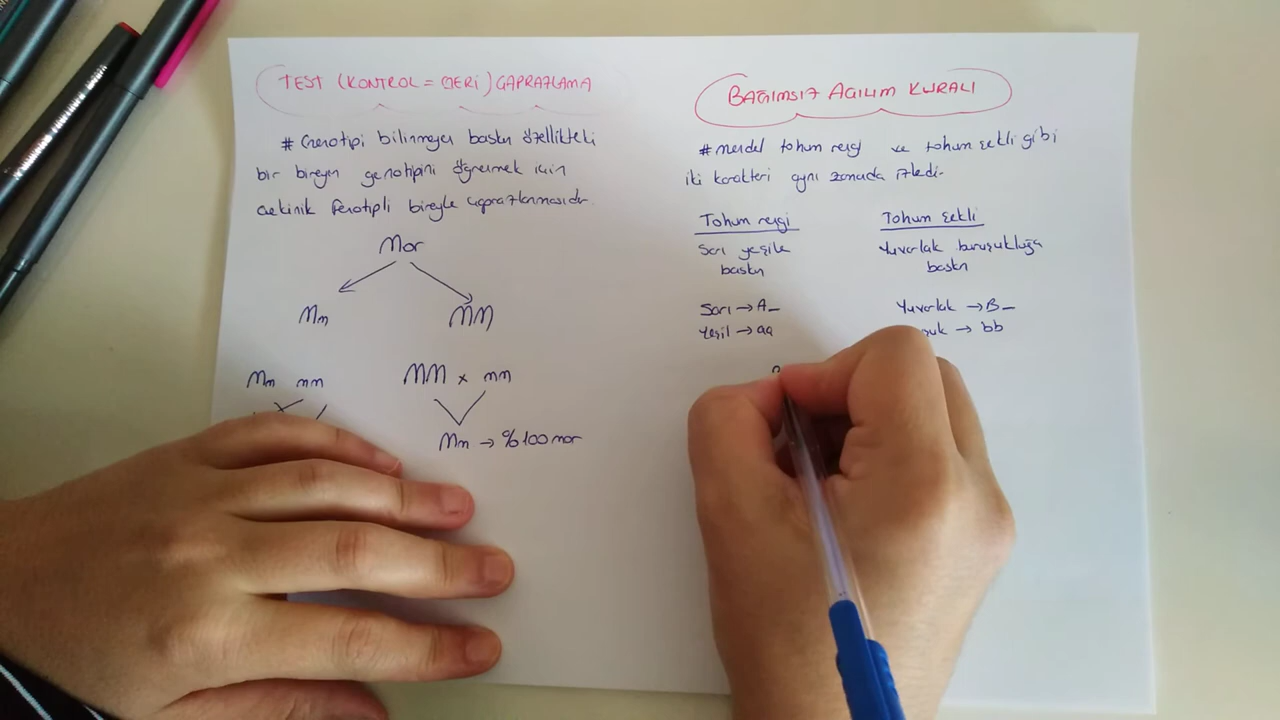 TEST (KONTROL = GERİ) ÇAPRAZLAMA
# Genotipi bilinmeyen baskın özellikteki
bir bireyin genotipini öğrenmek için
çekinik fenotipli bireyle çaprazlanmasıdır.
Mor
Mm MM
Mm mm
MM x mm
Mm → %100 mor
BAĞIMSIZ AÇILIM KURALI
# Mendel tohum rengi ve tohum şekli gibi
iki karakteri aynı zamanda izledi.
Tohum rengi
Sarı yeşile
baskın
Sarı → A_
Yeşil → aa
Tohum şekli
Yuvarlak buruşukluğa
baskın
Yuvarlak → B_
uk → bb